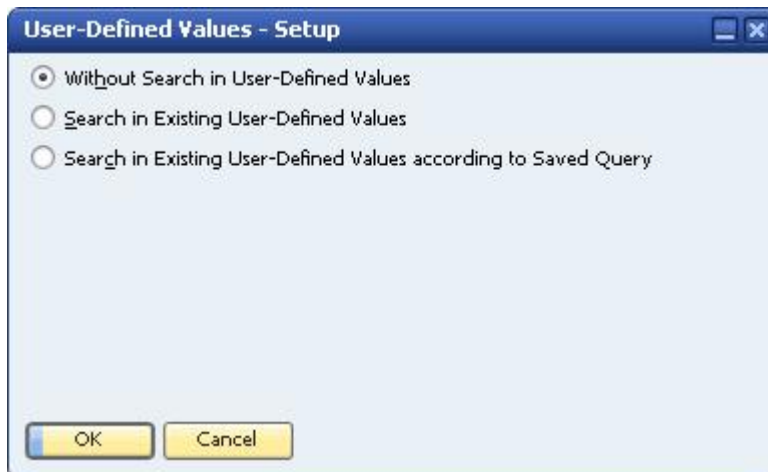 User-Defined Values - Setup
Without Search in User-Defined Values
Search in Existing User-Defined Values
Search in Existing User-Defined Values according to Saved Query
OK
Cancel